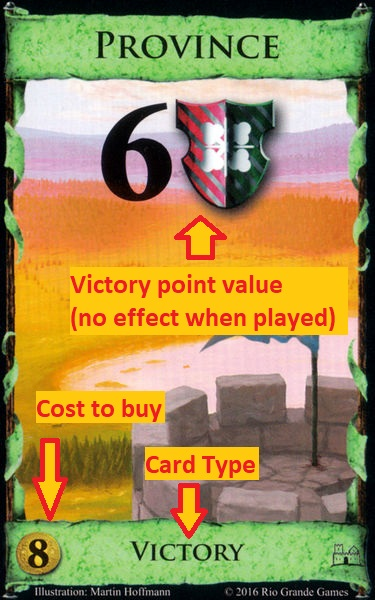 PROVINCE
6
Victory point value
(no effect when played)
Cost to buy
Card Type
8
VICTORY
Illustration: Martin Hoffmann
© 2016 Rio Grande Games